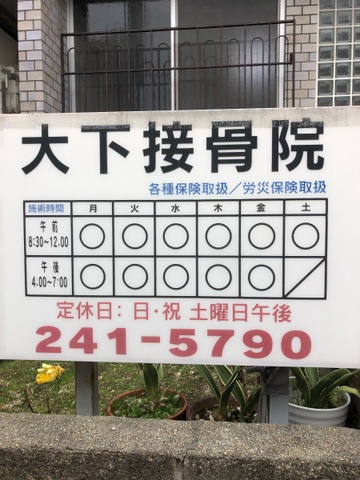 大下接骨院
各種保険取扱／労災保険取扱
施術時間 月 火 水 木 金 土
午前 8:30~12.00 ○ ○ ○ ○ ○ ○
午後 4:00~7:00 ○ ○ ○ ○ ○ ／
定休日：日・祝 土曜日午後
241-5790